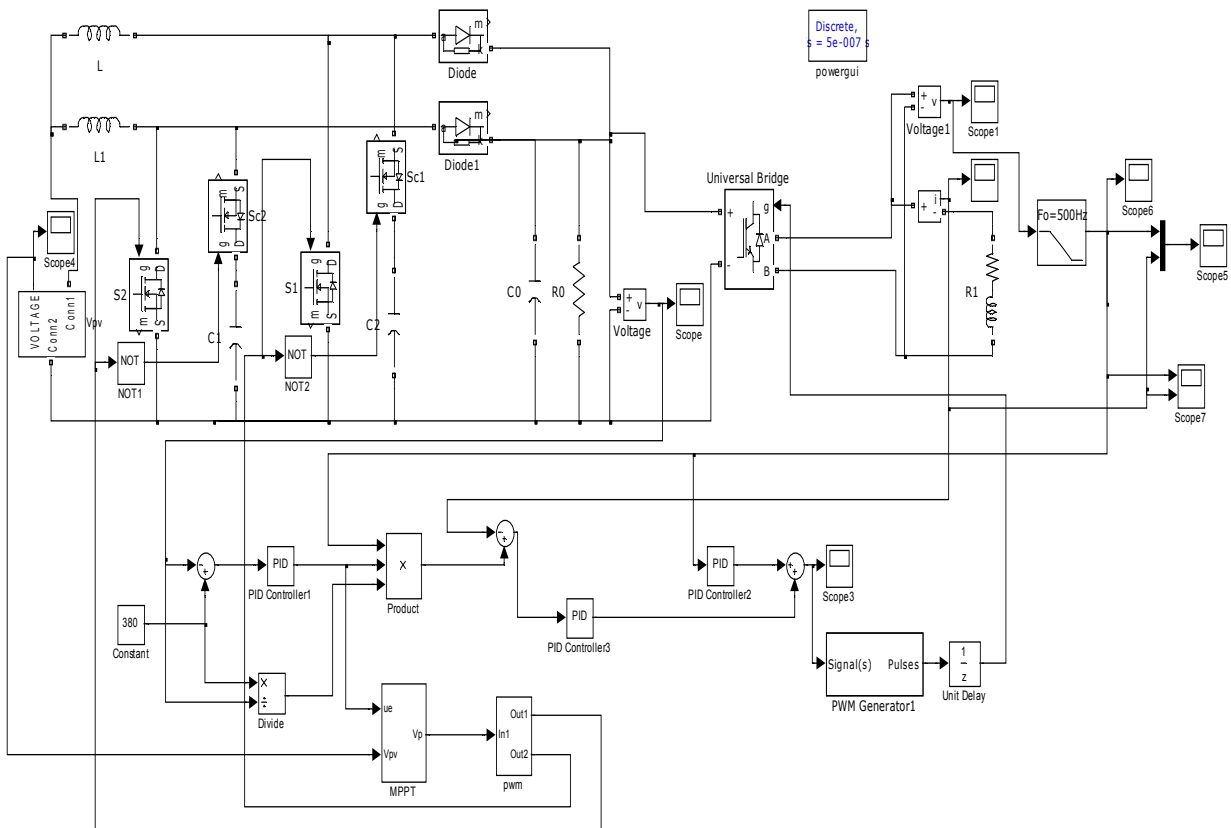 L
m
a
k
Diode
Discrete,
s = 5e-007 s
powergui
+
-
v
Voltage1
Scope1
L1
m
a
k
Diode1
m
S
g
D
Sc1
m
S
g
D
Sc2
Universal Bridge
+
-
g
A
B
+
-
i
Fo=500Hz
Scope6
Scope5
Scope4
VOLTAGE
Conn1
Conn2
Vpv
S2
g
D
m
S
S1
g
D
m
S
C1
C2
C0
R0
+
-
v
Voltage
Scope
R1
NOT
NOT1
NOT
NOT2
Scope7
-
+
PID
PID Controller1
X
Product
-
+
PID
PID Controller3
PID
PID Controller2
+
+
Scope3
380
Constant
X
÷
Divide
Signal(s)
Pulses
PWM Generator1
1
z
Unit Delay
ue
Vp
Vpv
MPPT
In1
Out1
Out2
pwm